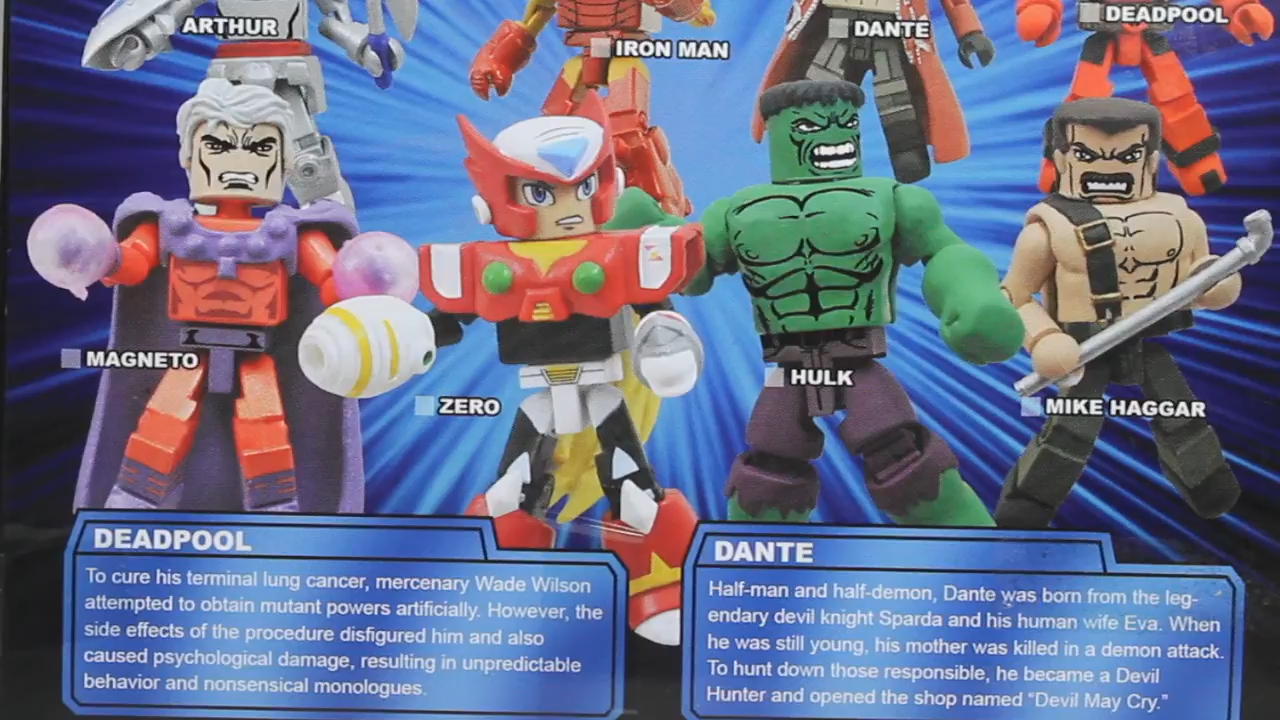 ARTHUR
IRON MAN
DANTE
DEADPOOL
MAGNETO
ZERO
HULK
MIKE HAGGAR
DEADPOOL
To cure his terminal lung cancer, mercenary Wade Wilson
attempted to obtain mutant powers artificially. However, the
side effects of the procedure disfigured him and also
caused psychological damage, resulting in unpredictable
behavior and nonsensical monologues.
DANTE
Half-man and half-demon, Dante was born from the leg-
endary devil knight Sparda and his human wife Eva. When
he was still young, his mother was killed in a demon attack.
To hunt down those responsible, he became a Devil
Hunter and opened the shop named “Devil May Cry.”